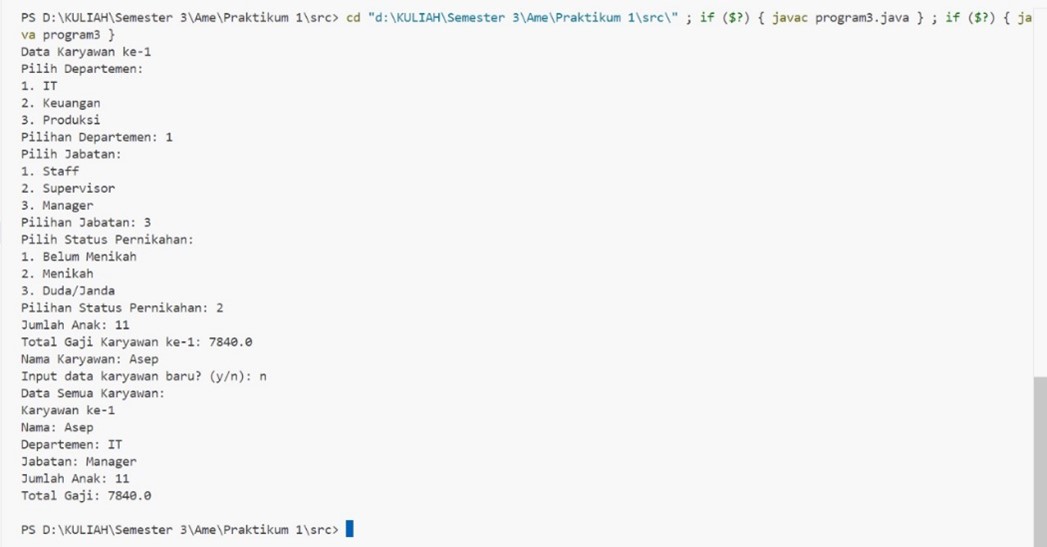 PS D:\KULIAH\Semester 3\Ame\Praktikum 1\src> cd "d:\KULIAH\Semester 3\Ame\Praktikum 1\src\" ; if ($?) { javac program3.java } ; if ($?) { ja
va program3 }
Data Karyawan ke-1
Pilih Departemen:
1. IT
2. Keuangan
3. Produksi
Pilihan Departemen: 1
Pilih Jabatan:
1. Staff
2. Supervisor
3. Manager
Pilihan Jabatan: 3
Pilih Status Pernikahan:
1. Belum Menikah
2. Menikah
3. Duda/Janda
Pilihan Status Pernikahan: 2
Jumlah Anak: 11
Total Gaji Karyawan ke-1: 7840.0
Nama Karyawan: Asep
Input data karyawan baru? (y/n): n
Data Semua Karyawan:
Karyawan ke-1
Nama: Asep
Departemen: IT
Jabatan: Manager
Jumlah Anak: 11
Total Gaji: 7840.0
PS D:\KULIAH\Semester 3\Ame\Praktikum 1\src>